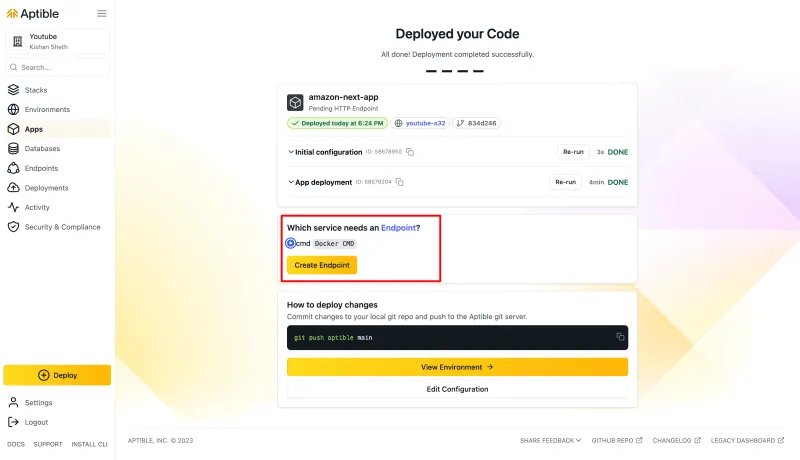 Aptible
Youtube
Kishan Sheth
Search...
Stacks
Environments
Apps
Databases
Endpoints
Deployments
Activity
Security & Compliance
Deploy
Settings
Logout
DOCS SUPPORT INSTALL CLI
Deployed your Code
All done! Deployment completed successfully.
amazon-next-app
Pending HTTP Endpoint
Deployed today at 6:24 PM youtube-a32 834d246
Initial configuration ID: 58678950 Re-run 3s DONE
App deployment ID: 58679204 Re-run 4min DONE
Which service needs an Endpoint?
cmd Docker CMD
Create Endpoint
How to deploy changes
Commit changes to your local git repo and push to the Aptible git server.
git push aptible main
View Environment
Edit Configuration
APTIBLE, INC. © 2023 SHARE FEEDBACK GITHUB REPO CHANGELOG LEGACY DASHBOARD